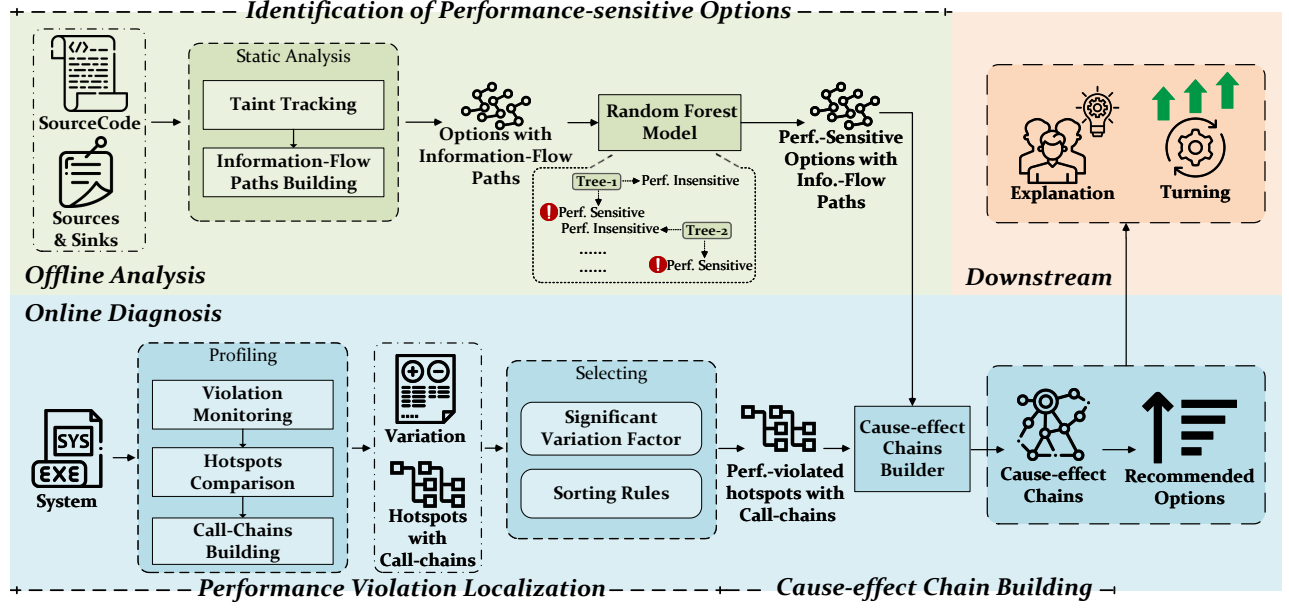 Identification of Performance-sensitive Options
</>
SourceCode
Sources
& Sinks
Static Analysis
Taint Tracking
Information-Flow
Paths Building
Options with
Information-Flow
Paths
Random Forest
Model
Tree-1
Perf. Insensitive
Perf. Sensitive
Perf. Insensitive
Tree-2
......
Perf. Sensitive
......
Perf.-Sensitive
Options with
Info.-Flow
Paths
Explanation
Turning
Offline Analysis
Downstream
Online Diagnosis
SYS
EXE
System
Profiling
Violation
Monitoring
Hotspots
Comparison
Call-Chains
Building
Variation
Hotspots
with
Call-chains
Selecting
Significant
Variation Factor
Sorting Rules
Perf.-violated
hotspots with
Call-chains
Cause-effect
Chains
Builder
Cause-effect
Chains
Recommended
Options
Performance Violation Localization
Cause-effect Chain Building